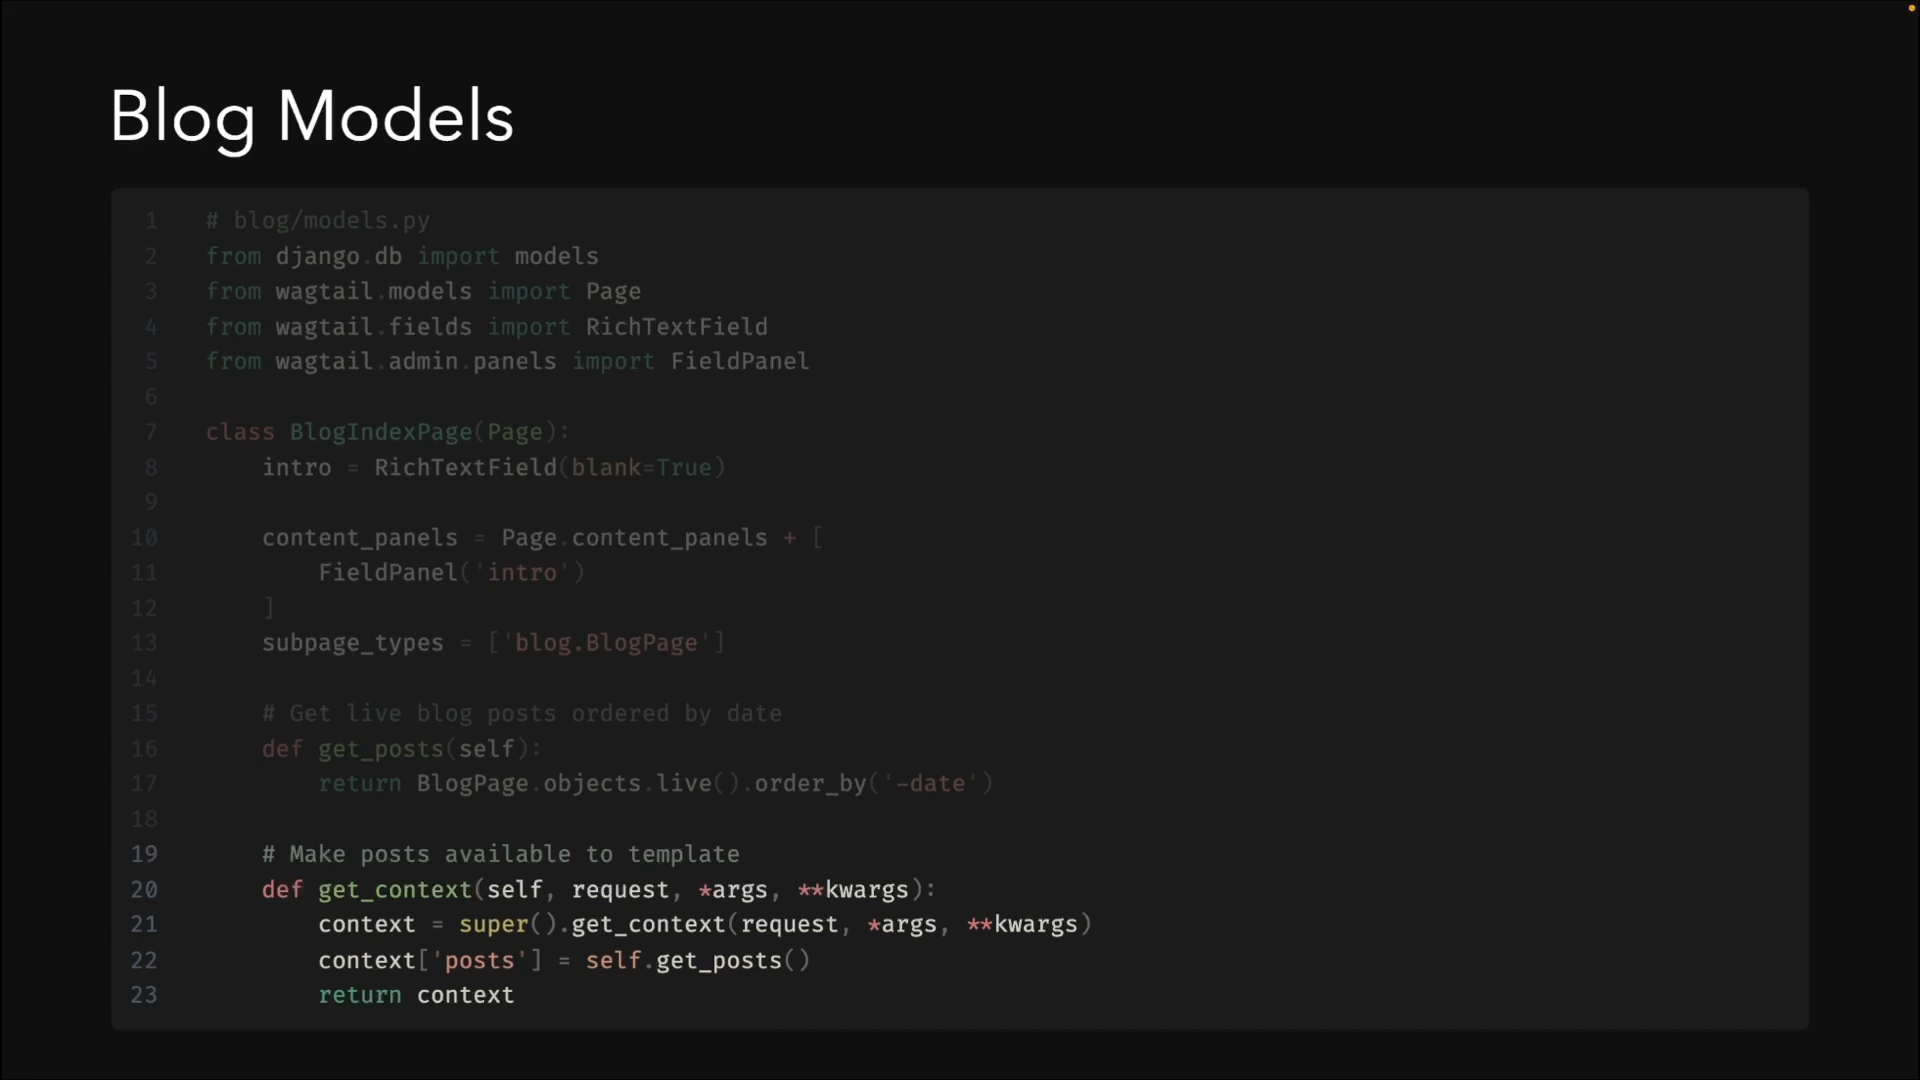 Blog Models
1 # blog/models.py
2 from django.db import models
3 from wagtail.models import Page
4 from wagtail.fields import RichTextField
5 from wagtail.admin.panels import FieldPanel
6
7 class BlogIndexPage(Page):
8     intro = RichTextField(blank=True)
9
10     content_panels = Page.content_panels + [
11         FieldPanel('intro')
12     ]
13     subpage_types = ['blog.BlogPage']
14
15     # Get live blog posts ordered by date
16     def get_posts(self):
17         return BlogPage.objects.live().order_by('-date')
18
19     # Make posts available to template
20     def get_context(self, request, *args, **kwargs):
21         context = super().get_context(request, *args, **kwargs)
22         context['posts'] = self.get_posts()
23         return context